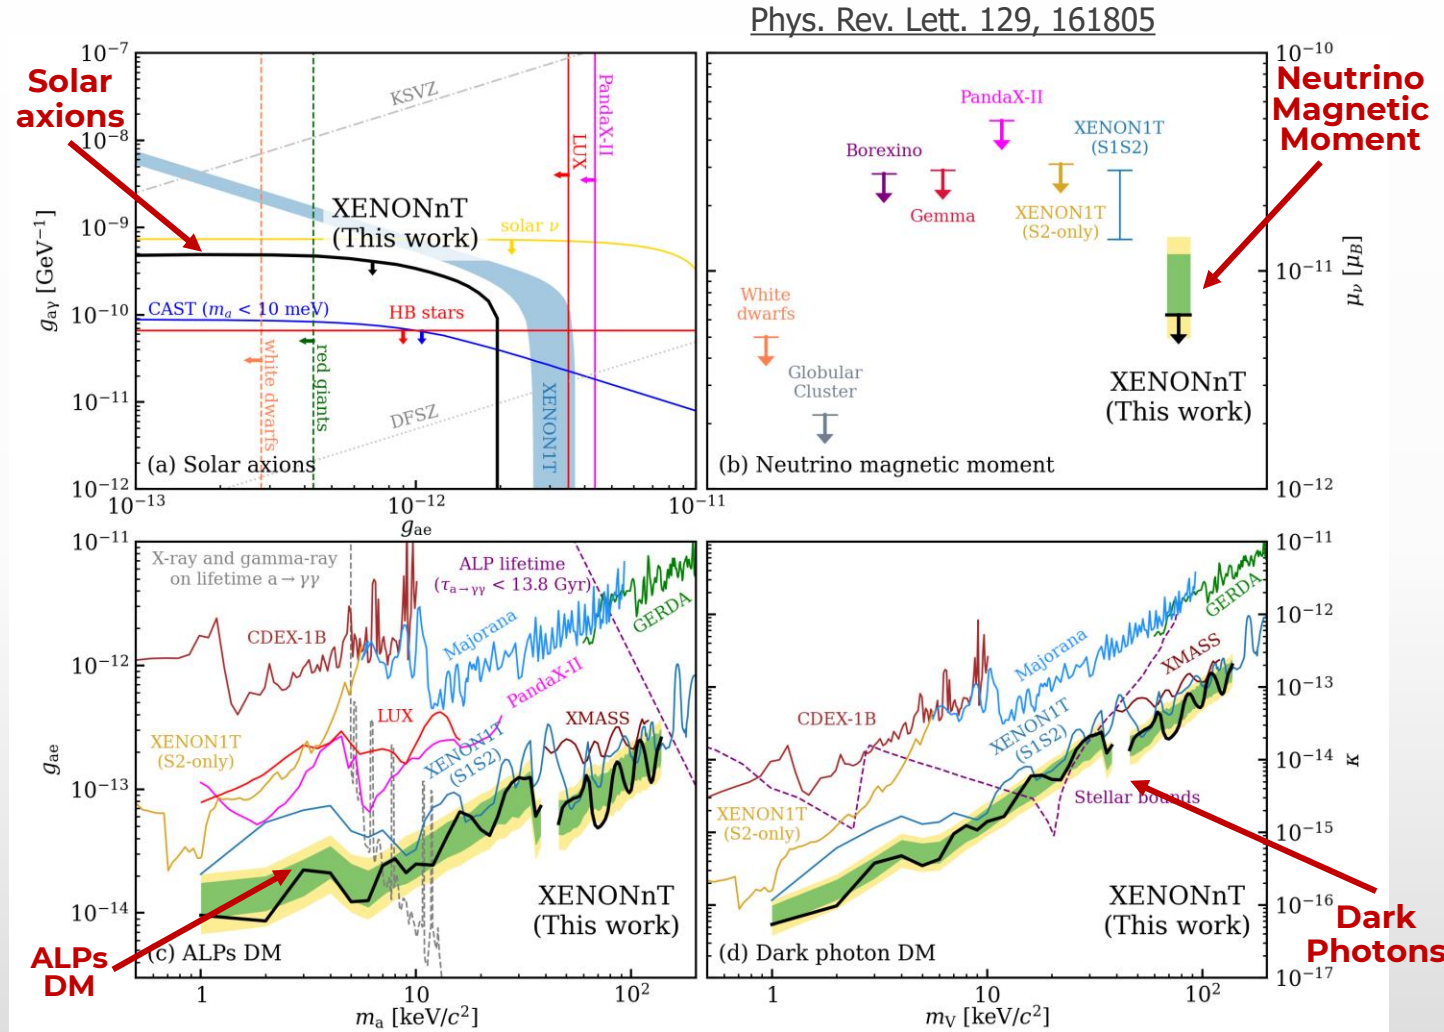 Phys. Rev. Lett. 129, 161805
Solar
axions
10⁻⁷
10⁻⁸
10⁻⁹
10⁻¹⁰
10⁻¹¹
10⁻¹²
g_aγ [GeV⁻¹]
KSVZ
PandaX-II
LUX
XENONnT
(This work)
solar ν
CAST (m_a < 10 meV)
HB stars
white dwarfs
red giants
DFSZ
XENON1T
(a) Solar axions
10⁻¹³
10⁻¹²
10⁻¹¹
g_ae
Neutrino
Magnetic
Moment
PandaX-II
XENON1T
(S1S2)
Borexino
Gemma
XENON1T
(S2-only)
White
dwarfs
Globular
Cluster
XENONnT
(This work)
(b) Neutrino magnetic moment
10⁻¹⁰
10⁻¹¹
10⁻¹²
μ_ν [μ_B]
10⁻¹¹
10⁻¹²
10⁻¹³
10⁻¹⁴
g_ae
X-ray and gamma-ray
on lifetime a → γγ
ALP lifetime
(τ_a→γγ < 13.8 Gyr)
CDEX-1B
Majorana
GERDA
PandaX-II
LUX
XMASS
XENON1T
(S2-only)
XENON1T
(S1S2)
XENONnT
(This work)
(c) ALPs DM
ALPs
DM
1
10
10²
m_a [keV/c²]
10⁻¹¹
10⁻¹²
10⁻¹³
10⁻¹⁴
10⁻¹⁵
10⁻¹⁶
10⁻¹⁷
κ
GERDA
Majorana
XMASS
CDEX-1B
XENON1T
(S1S2)
Stellar bounds
XENON1T
(S2-only)
XENONnT
(This work)
(d) Dark photon DM
Dark
Photons
1
10
10²
m_V [keV/c²]